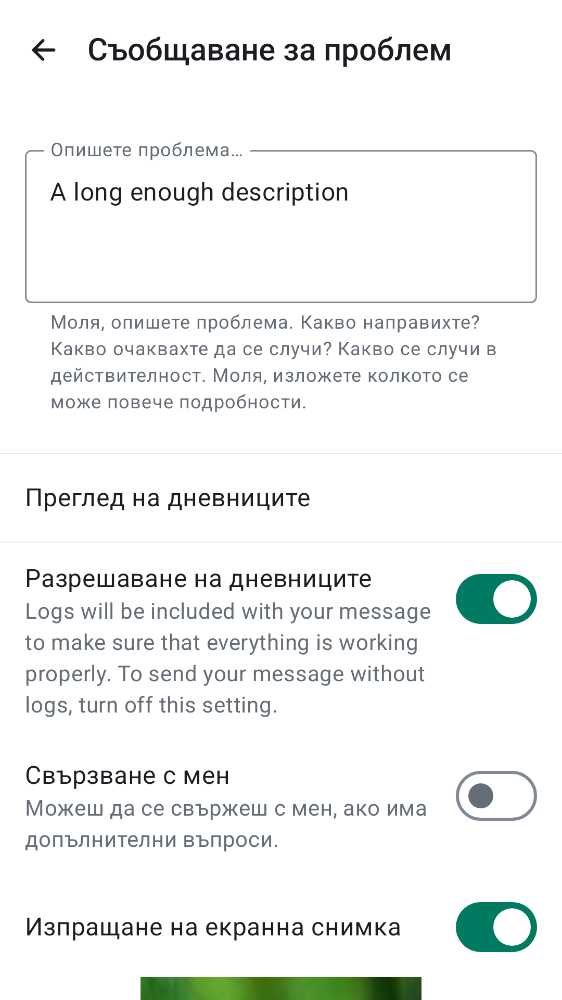 Съобщаване за проблем
Опишете проблема…
A long enough description
Моля, опишете проблема. Какво направихте?
Какво очаквахте да се случи? Какво се случи в
действителност. Моля, изложете колкото се
може повече подробности.
Преглед на дневниците
Разрешаване на дневниците
Logs will be included with your message
to make sure that everything is working
properly. To send your message without
logs, turn off this setting.
Свързване с мен
Можеш да се свържеш с мен, ако има
допълнителни въпроси.
Изпращане на екранна снимка